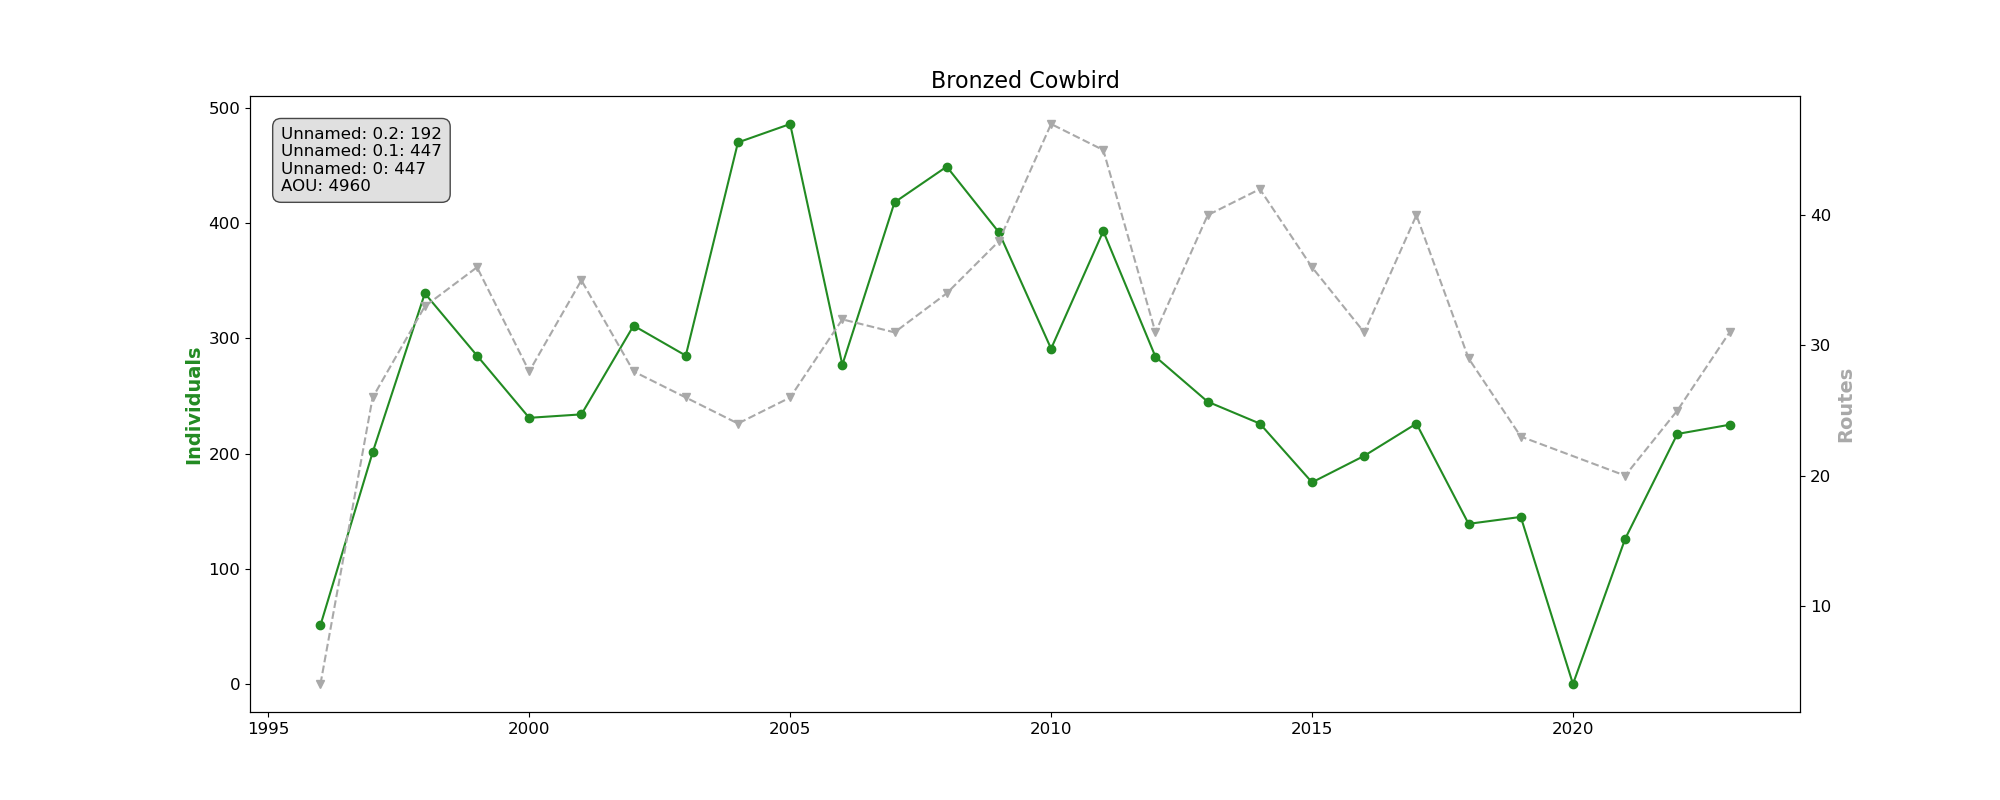 Bronzed Cowbird
Unnamed: 0.2: 192
Unnamed: 0.1: 447
Unnamed: 0: 447
AOU: 4960
500
400
300
200
100
0
Individuals
40
30
20
10
Routes
1995
2000
2005
2010
2015
2020